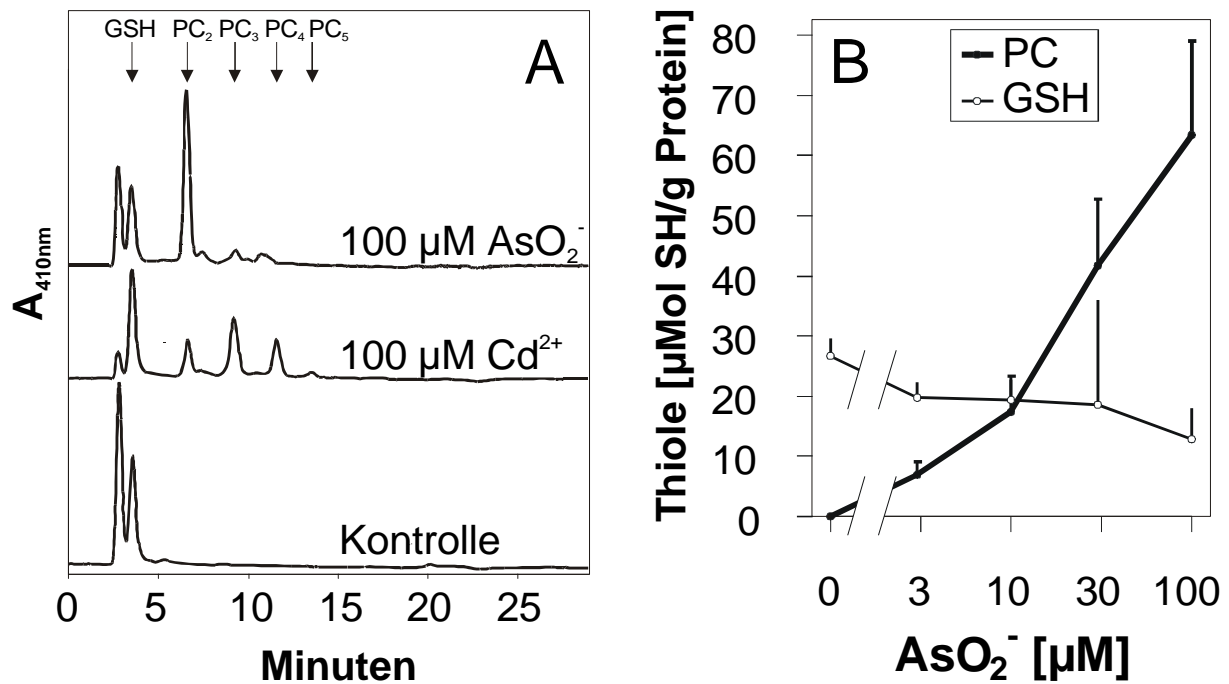 GSH PC₂ PC₃ PC₄ PC₅
A
100 µM AsO₂⁻
100 µM Cd²⁺
Kontrolle
A₄₁₀nm
0 5 10 15 20 25
Minuten
B
PC
GSH
Thiole [µMol SH/g Protein]
80
70
60
50
40
30
20
10
0
0 3 10 30 100
AsO₂⁻ [µM]